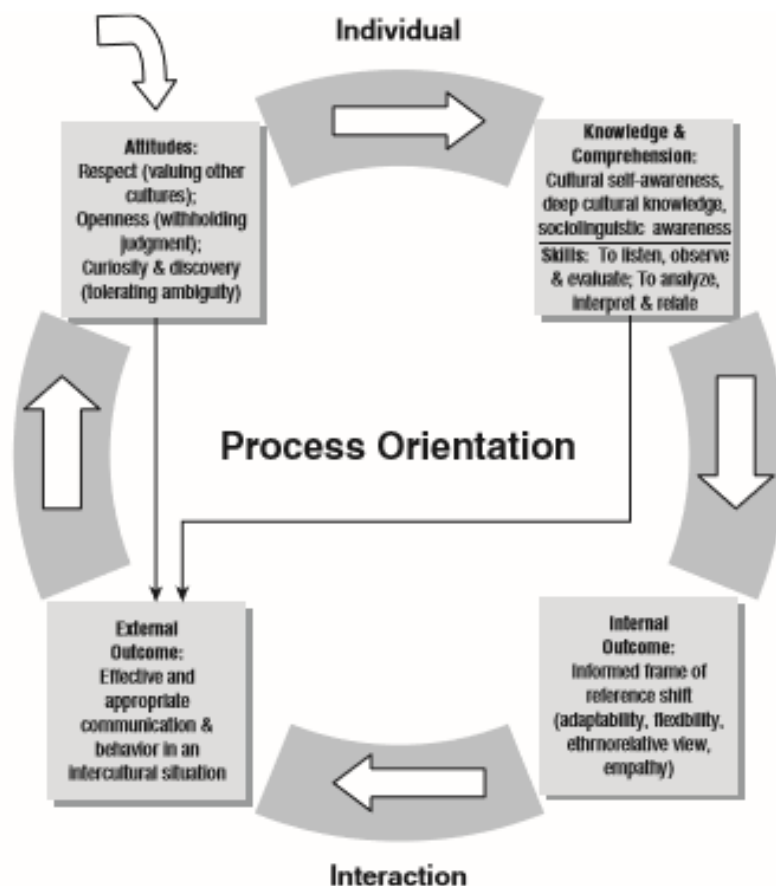 Individual
Attitudes:
Respect (valuing other
cultures);
Openness (withholding
judgment);
Curiosity & discovery
(tolerating ambiguity)
Knowledge &
Comprehension:
Cultural self-awareness,
deep cultural knowledge,
sociolinguistic awareness
Skills: To listen, observe
& evaluate; To analyze,
interpret & relate
Process Orientation
External
Outcome:
Effective and
appropriate
communication &
behavior in an
intercultural situation
Internal
Outcome:
Informed frame of
reference shift
(adaptability, flexibility,
ethrnorelative view,
empathy)
Interaction